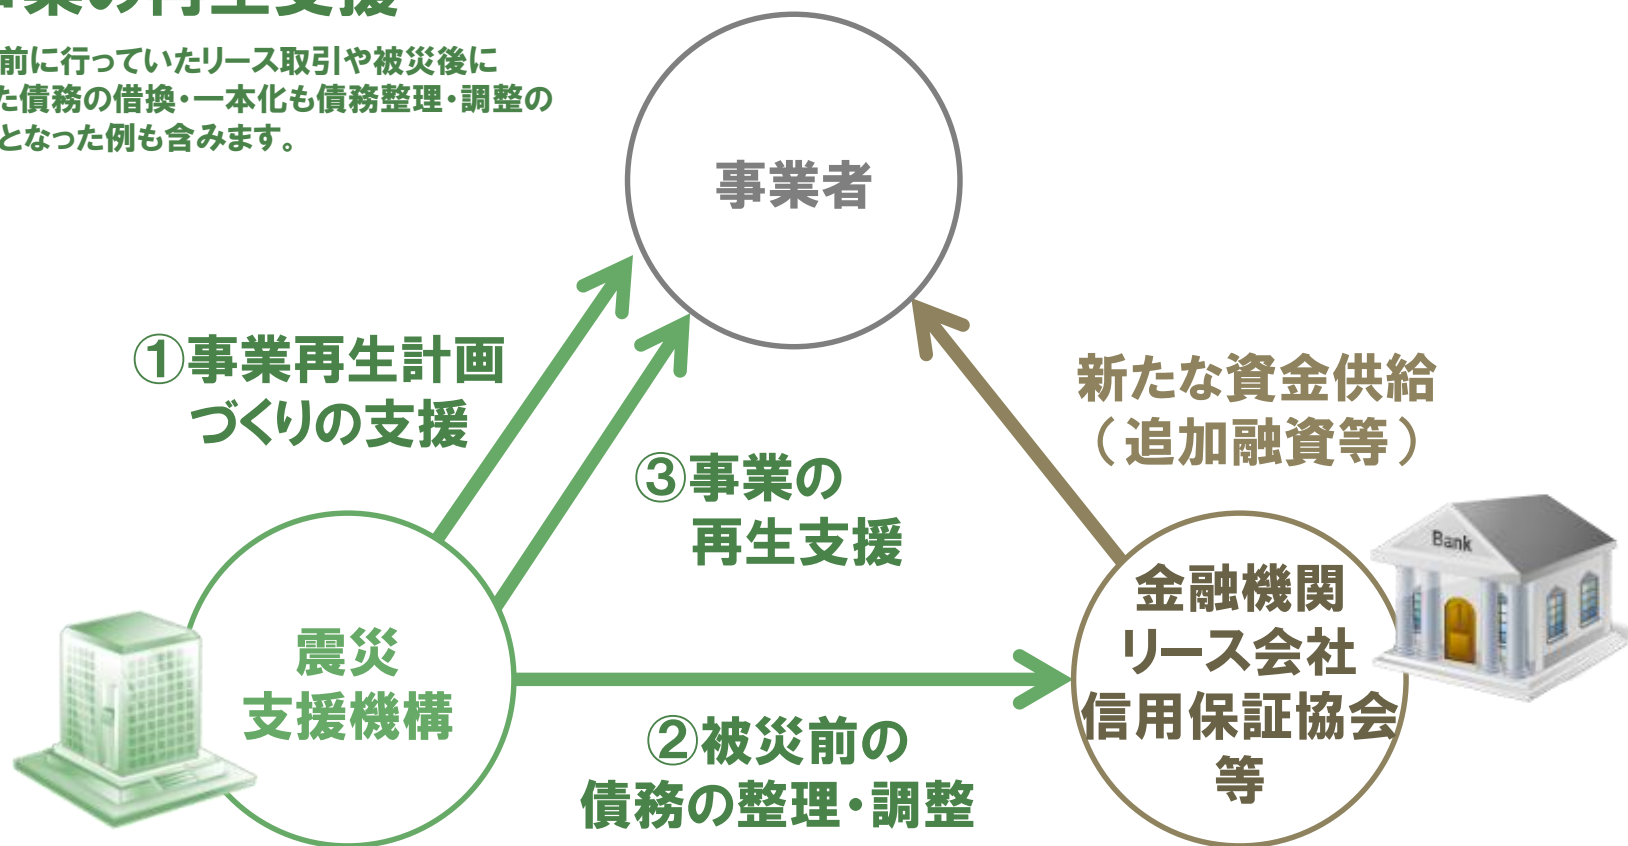 業の再生支援
前に行っていたリース取引や被災後に
た債務の借換・一本化も債務整理・調整の
となった例も含みます。
事業者
①事業再生計画
づくりの支援
新たな資金供給
（追加融資等）
③事業の
再生支援
Bank
金融機関
リース会社
信用保証協会
等
震災
支援機構
②被災前の
債務の整理・調整